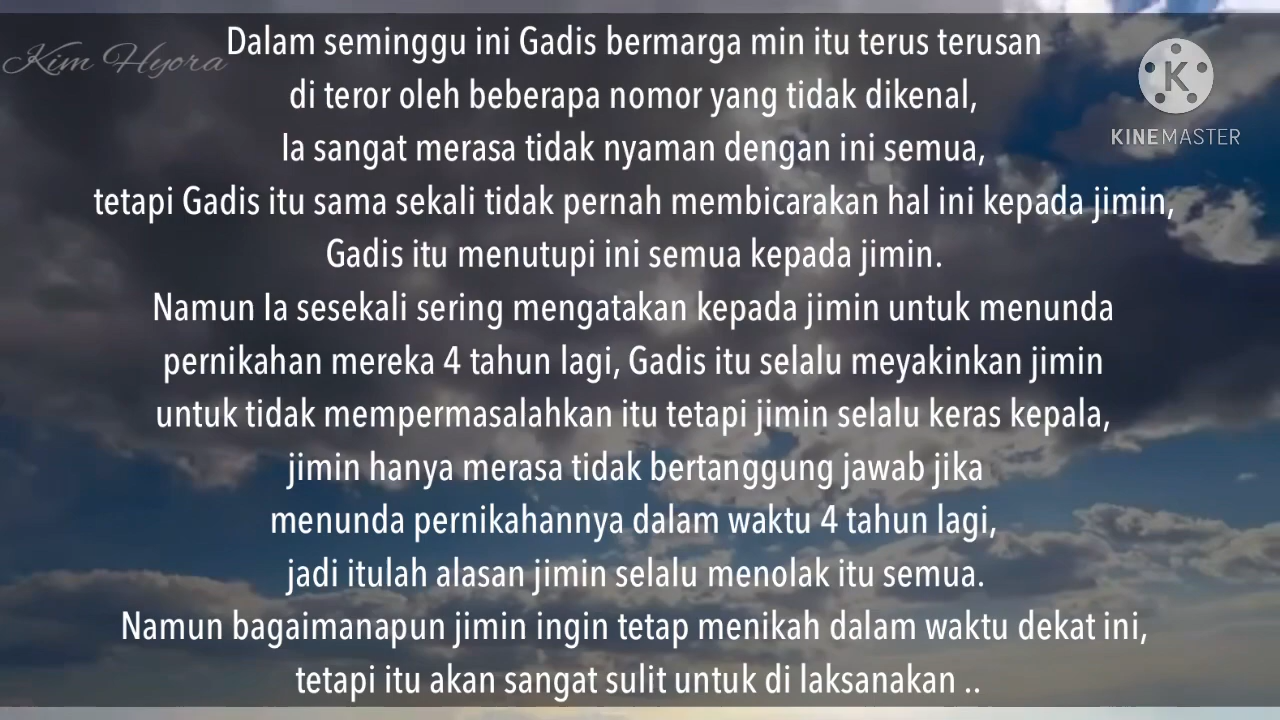 Kim Hyora
Dalam seminggu ini Gadis bermarga min itu terus terusan
di teror oleh beberapa nomor yang tidak dikenal,
Ia sangat merasa tidak nyaman dengan ini semua,
tetapi Gadis itu sama sekali tidak pernah membicarakan hal ini kepada jimin,
Gadis itu menutupi ini semua kepada jimin.
Namun Ia sesekali sering mengatakan kepada jimin untuk menunda
pernikahan mereka 4 tahun lagi, Gadis itu selalu meyakinkan jimin
untuk tidak mempermasalahkan itu tetapi jimin selalu keras kepala,
jimin hanya merasa tidak bertanggung jawab jika
menunda pernikahannya dalam waktu 4 tahun lagi,
jadi itulah alasan jimin selalu menolak itu semua.
Namun bagaimanapun jimin ingin tetap menikah dalam waktu dekat ini,
tetapi itu akan sangat sulit untuk di laksanakan ..
K
KINEMASTER